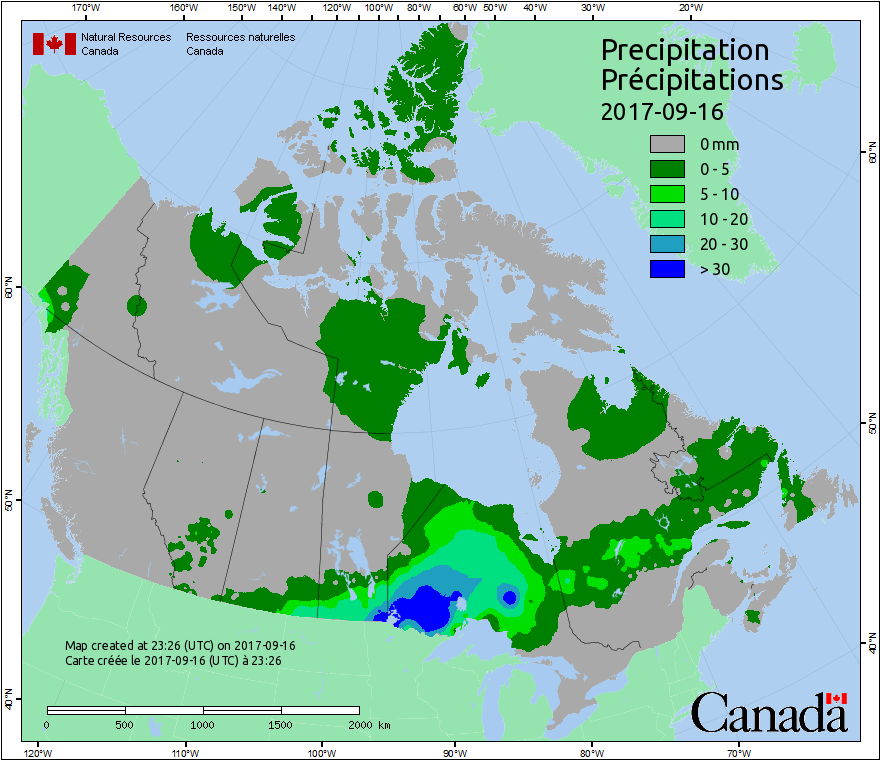 170°W 160°W 150°W 140°W 130°W 120°W 110°W 100°W 90°W 80°W 70°W 60°W 50°W 40°W 30°W 20°W
Natural Resources Ressources naturelles
Canada Canada
Precipitation
Précipitations
2017-09-16
0 mm
0 - 5
5 - 10
10 - 20
20 - 30
> 30
60°N 60°N
50°N 50°N
40°N 40°N
Map created at 23:26 (UTC) on 2017-09-16
Carte créée le 2017-09-16 (UTC) à 23:26
0 500 1000 1500 2000 km
Canada
120°W 110°W 100°W 90°W 80°W 70°W